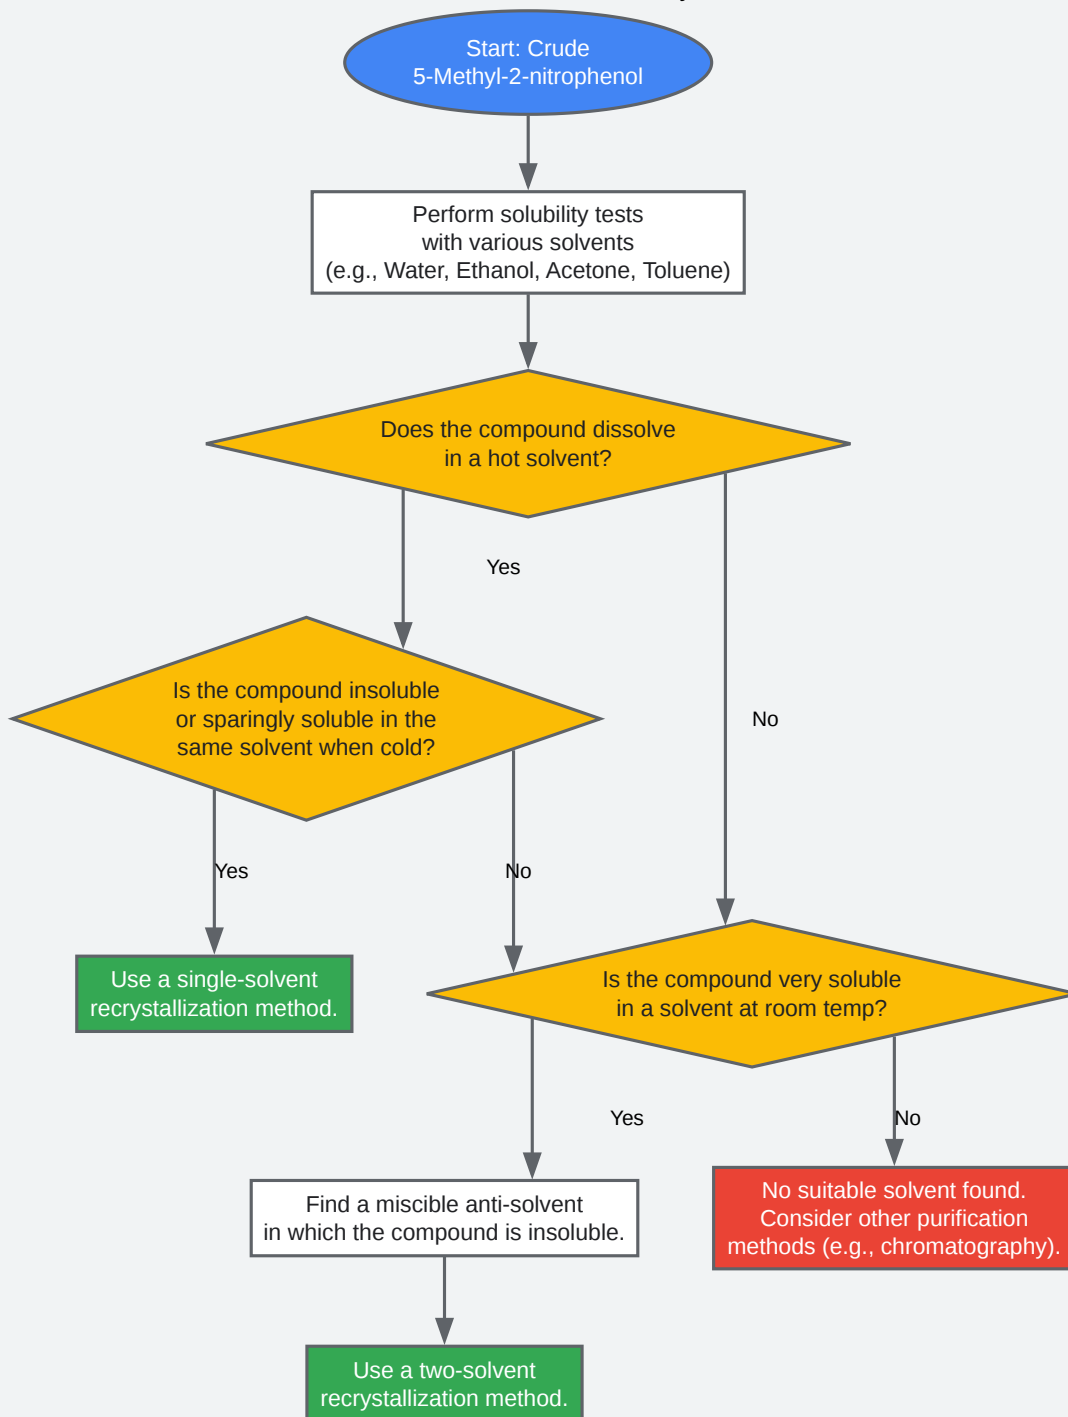 Start: Crude
5-Methyl-2-nitrophenol
Perform solubility tests
with various solvents
(e.g., Water, Ethanol, Acetone, Toluene)
Does the compound dissolve
in a hot solvent?
Yes
Is the compound insoluble
or sparingly soluble in the
same solvent when cold?
No
Yes
No
Use a single-solvent
recrystallization method.
Is the compound very soluble
in a solvent at room temp?
Yes
No
Find a miscible anti-solvent
in which the compound is insoluble.
No suitable solvent found.
Consider other purification
methods (e.g., chromatography).
Use a two-solvent
recrystallization method.